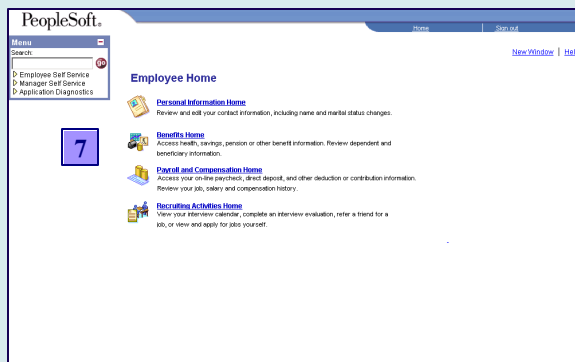 PeopleSoft.
Home
Sign out
Menu
Search:
go
New Window | Hel
Employee Self Service
Manager Self Service
Application Diagnostics
Employee Home
Personal Information Home
Review and edit your contact information, including name and marital status changes.
7
Benefits Home
Access health, savings, pension or other benefit information. Review dependent and
beneficiary information.
Payroll and Compensation Home
Access your on-line paycheck, direct deposit, and other deduction or contribution information.
Review your job, salary and compensation history.
Recruiting Activities Home
View your interview calendar, complete an interview evaluation, refer a friend for a
job, or view and apply for jobs yourself.